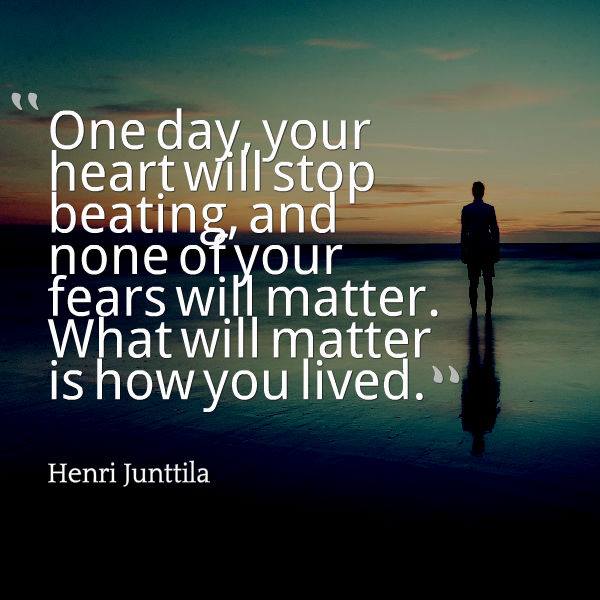 “
One day, your
heart will stop
beating, and
none of your
fears will matter.
What will matter
is how you lived.”
Henri Junttila